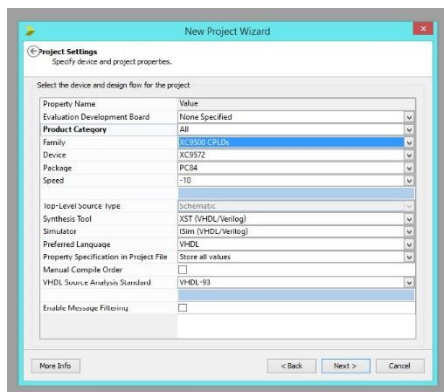 New Project Wizard
Project Settings
Specify device and project properties.
Select the device and design flow for the project
Property Name Value
Evaluation Development Board None Specified
Product Category All
Family XC9500 CPLDs
Device XC9572
Package PC84
Speed -10
Top-Level Source Type Schematic
Synthesis Tool XST (VHDL/Verilog)
Simulator ISim (VHDL/Verilog)
Preferred Language VHDL
Property Specification in Project File Store all values
Manual Compile Order
VHDL Source Analysis Standard VHDL-93
Enable Message Filtering
More Info < Back Next > Cancel